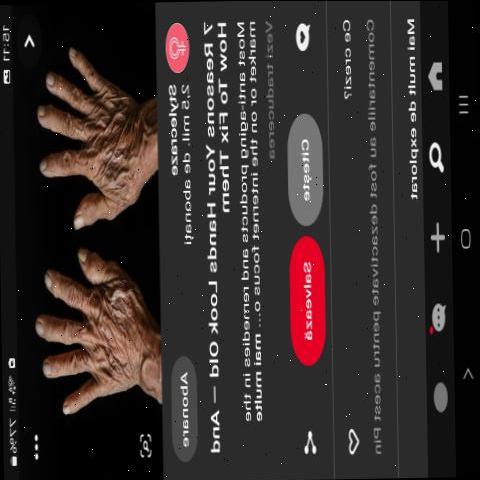 15:11 77%
Stylecraze
2,5 mil. de abonați
Abonare
7 Reasons Your Hands Look Old — And
How To Fix Them
Most anti-aging products and remedies in the
market or on the internet focus o... mai multe
Vezi traducerea
Citește Salvează
Ce crezi?
Comentariile au fost dezactivate pentru acest Pin
Mai mult de explorat